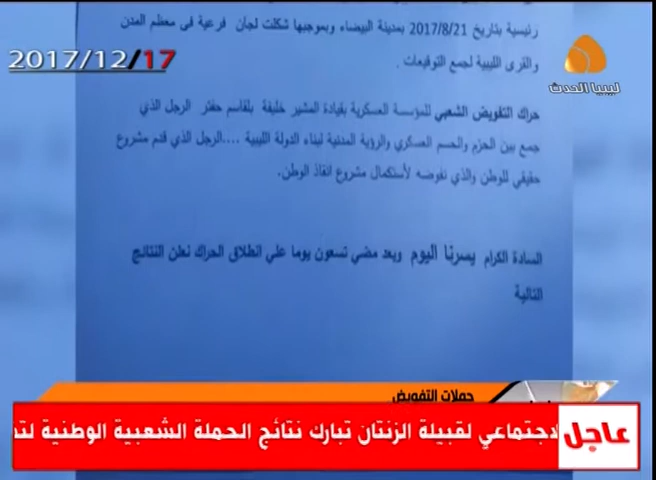 رئيسية بتاريخ 2017/8/21 بمدينة البيضاء وبموجبها شكلت لجان فرعية في معظم المدن
والقرى الليبية لجمع التوقيعات .
2017/12/17
ليبيا الحدث
حراك التفويض الشعبي للمؤسسة العسكرية بقيادة المشير خليفة بلقاسم حفتر الرجل الذي
جمع بين الحزم والحسم العسكري والرؤية المدنية لبناء الدولة الليبية ....الرجل الذي قدم مشروع
حقيقي للوطن والذي نفوضه لأستكمال مشروع انقاذ الوطن.
السادة الكرام يسرنا اليوم وبعد مضي تسعون يوما علي انطلاق الحراك نعلن النتائج
التالية
حملات التفويض
عاجل
لاجتماعي لقبيلة الزنتان تبارك نتائج الحملة الشعبية الوطنية